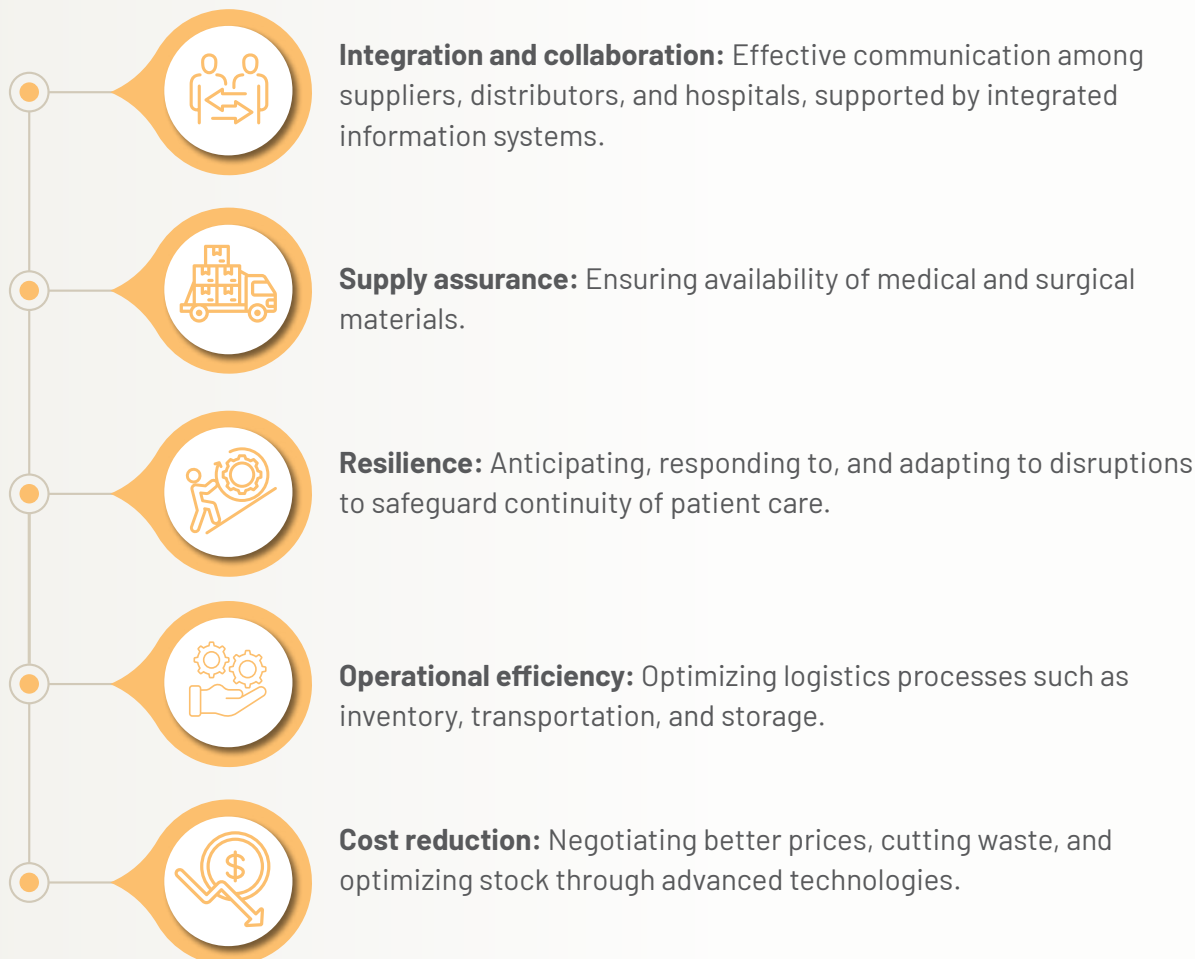 Integration and collaboration: Effective communication among
suppliers, distributors, and hospitals, supported by integrated
information systems.
Supply assurance: Ensuring availability of medical and surgical
materials.
Resilience: Anticipating, responding to, and adapting to disruptions
to safeguard continuity of patient care.
Operational efficiency: Optimizing logistics processes such as
inventory, transportation, and storage.
$
Cost reduction: Negotiating better prices, cutting waste, and
optimizing stock through advanced technologies.